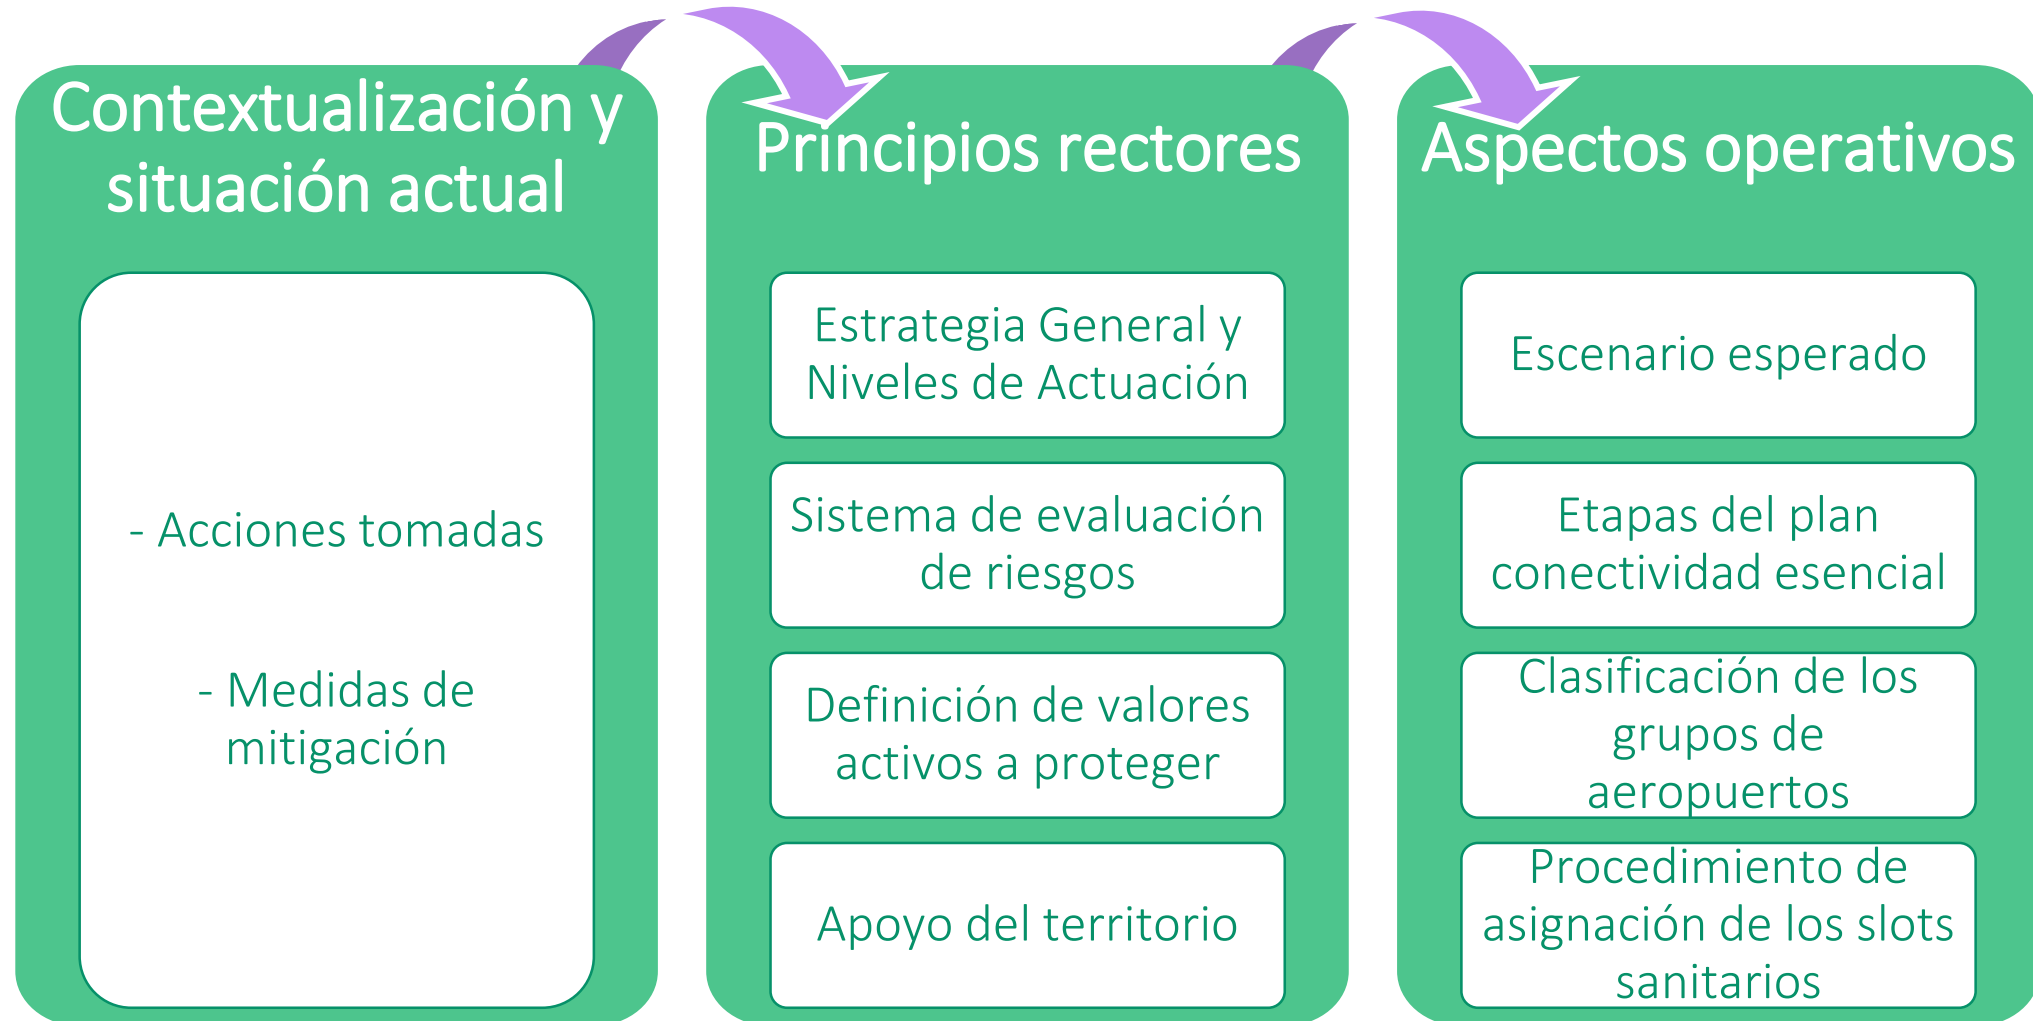 Contextualización y
situación actual
- Acciones tomadas
- Medidas de
mitigación
Principios rectores
Estrategia General y
Niveles de Actuación
Sistema de evaluación
de riesgos
Definición de valores
activos a proteger
Apoyo del territorio
Aspectos operativos
Escenario esperado
Etapas del plan
conectividad esencial
Clasificación de los
grupos de
aeropuertos
Procedimiento de
asignación de los slots
sanitarios